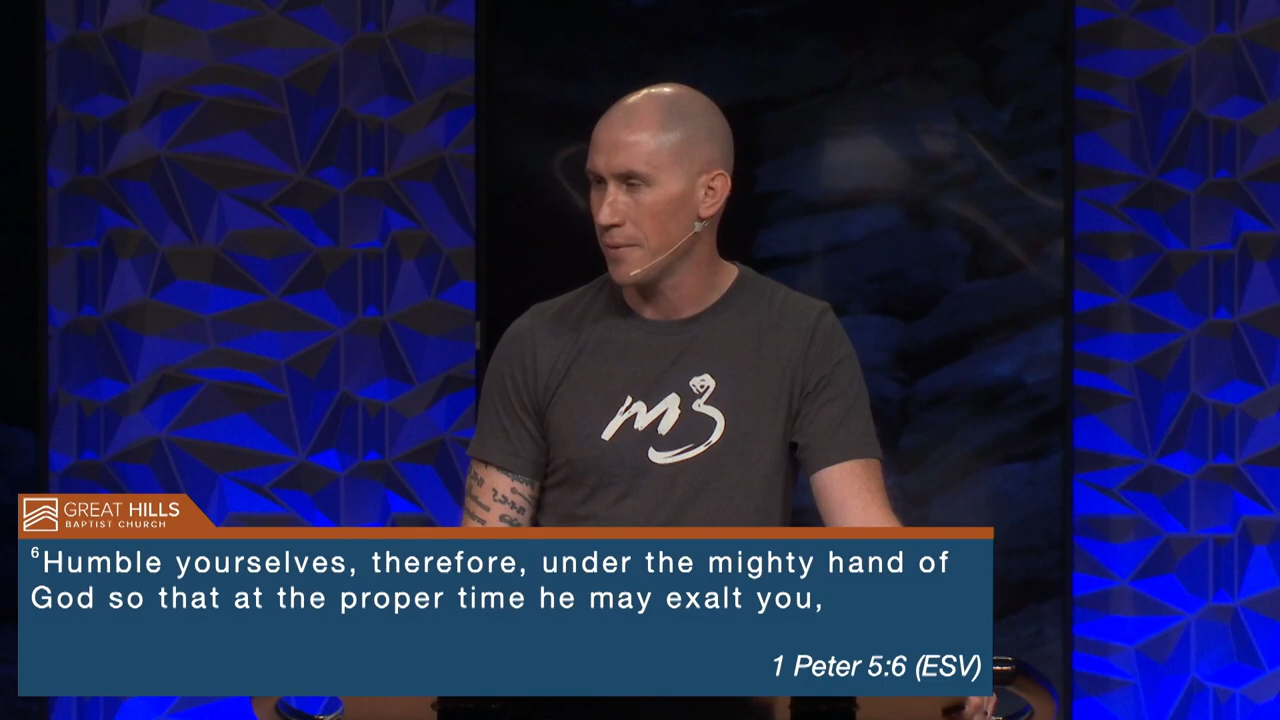 m3
GREAT HILLS
BAPTIST CHURCH
⁶Humble yourselves, therefore, under the mighty hand of
God so that at the proper time he may exalt you,
1 Peter 5:6 (ESV)